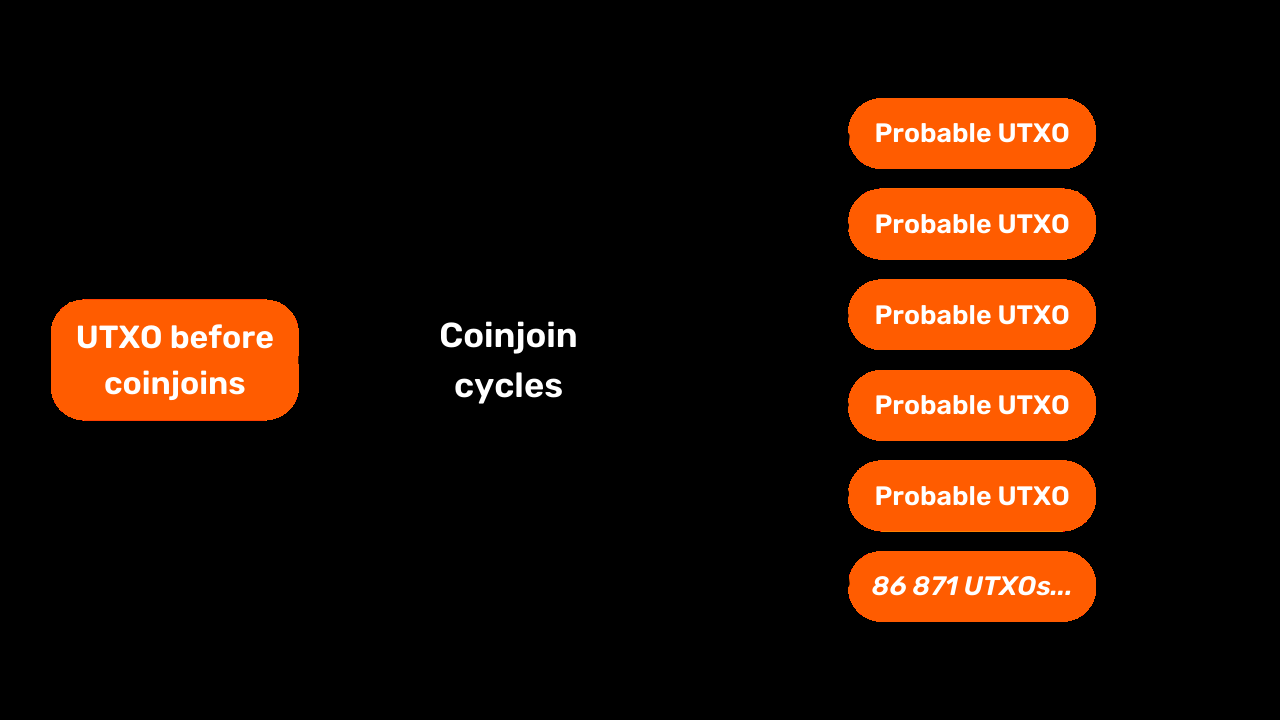 UTXO before
coinjoins
Coinjoin
cycles
Probable UTXO
Probable UTXO
Probable UTXO
Probable UTXO
Probable UTXO
86 871 UTXOs...